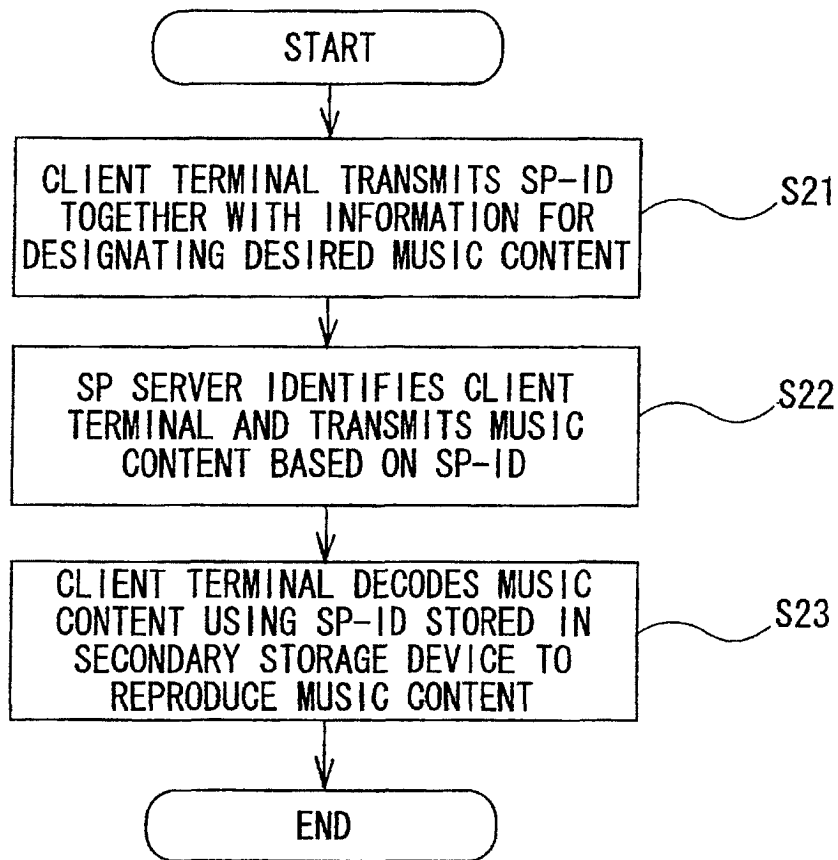 START
CLIENT TERMINAL TRANSMITS SP-ID
TOGETHER WITH INFORMATION FOR
DESIGNATING DESIRED MUSIC CONTENT
S21
SP SERVER IDENTIFIES CLIENT
TERMINAL AND TRANSMITS MUSIC
CONTENT BASED ON SP-ID
S22
CLIENT TERMINAL DECODES MUSIC
CONTENT USING SP-ID STORED IN
SECONDARY STORAGE DEVICE TO
REPRODUCE MUSIC CONTENT
S23
END